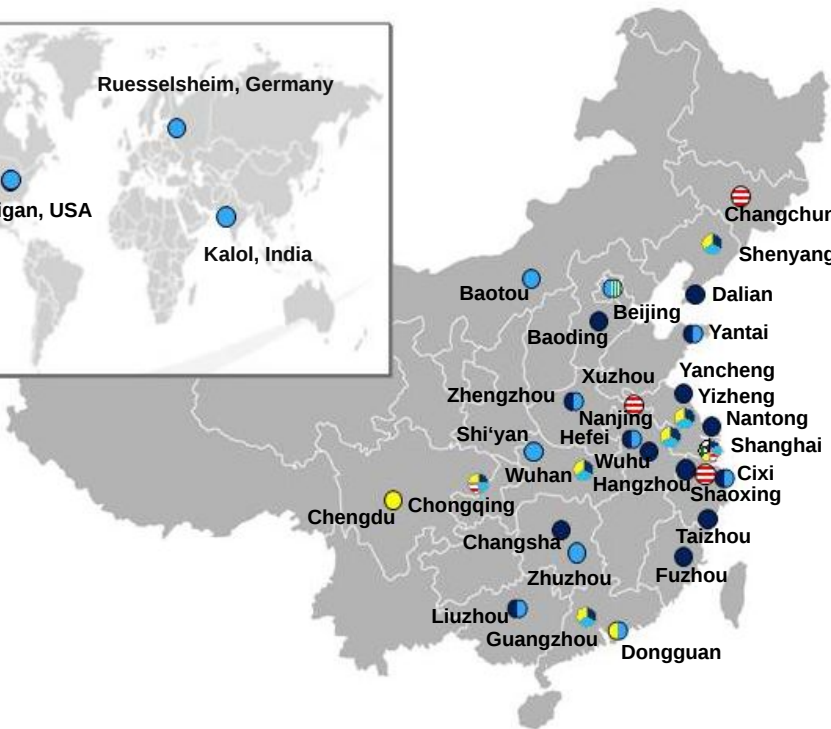 Ruesselsheim, Germany
igan, USA
Kalol, India
Changchun
Shenyang
Baotou
Dalian
Beijing
Baoding
Yantai
Xuzhou
Yancheng
Zhengzhou
Yizheng
Nanjing
Nantong
Shi‘yan
Hefei
Shanghai
Wuhan
Wuhu
Cixi
Hangzhou
Shaoxing
Chongqing
Chengdu
Taizhou
Changsha
Zhuzhou
Fuzhou
Liuzhou
Guangzhou
Dongguan